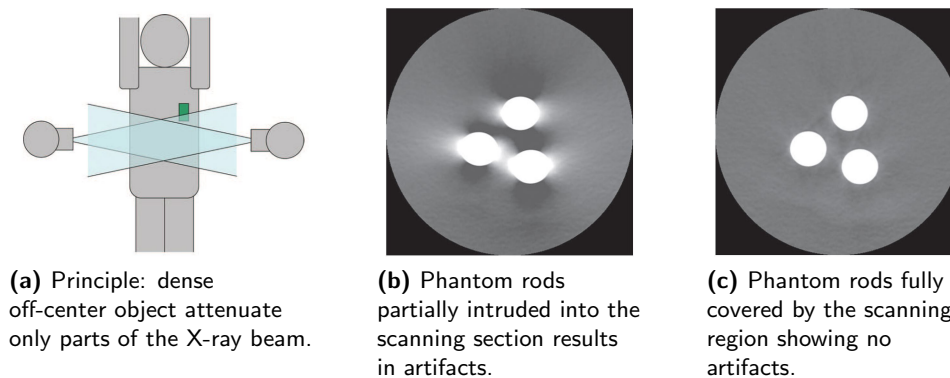 (a) Principle: dense
off-center object attenuate
only parts of the X-ray beam.
(b) Phantom rods
partially intruded into the
scanning section results
in artifacts.
(c) Phantom rods fully
covered by the scanning
region showing no
artifacts.